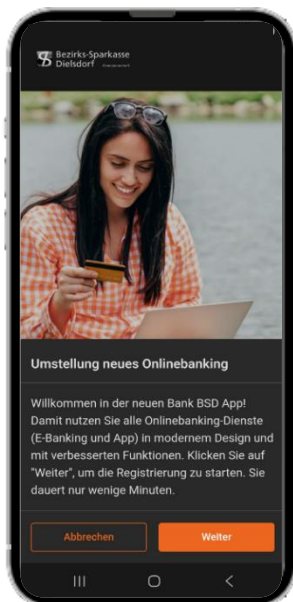 Bezirks-Sparkasse
Dielsdorf
Umstellung neues Onlinebanking
Willkommen in der neuen Bank BSD App!
Damit nutzen Sie alle Onlinebanking-Dienste
(E-Banking und App) in modernem Design und
mit verbesserten Funktionen. Klicken Sie auf
"Weiter", um die Registrierung zu starten. Sie
dauert nur wenige Minuten.
Abbrechen
Weiter